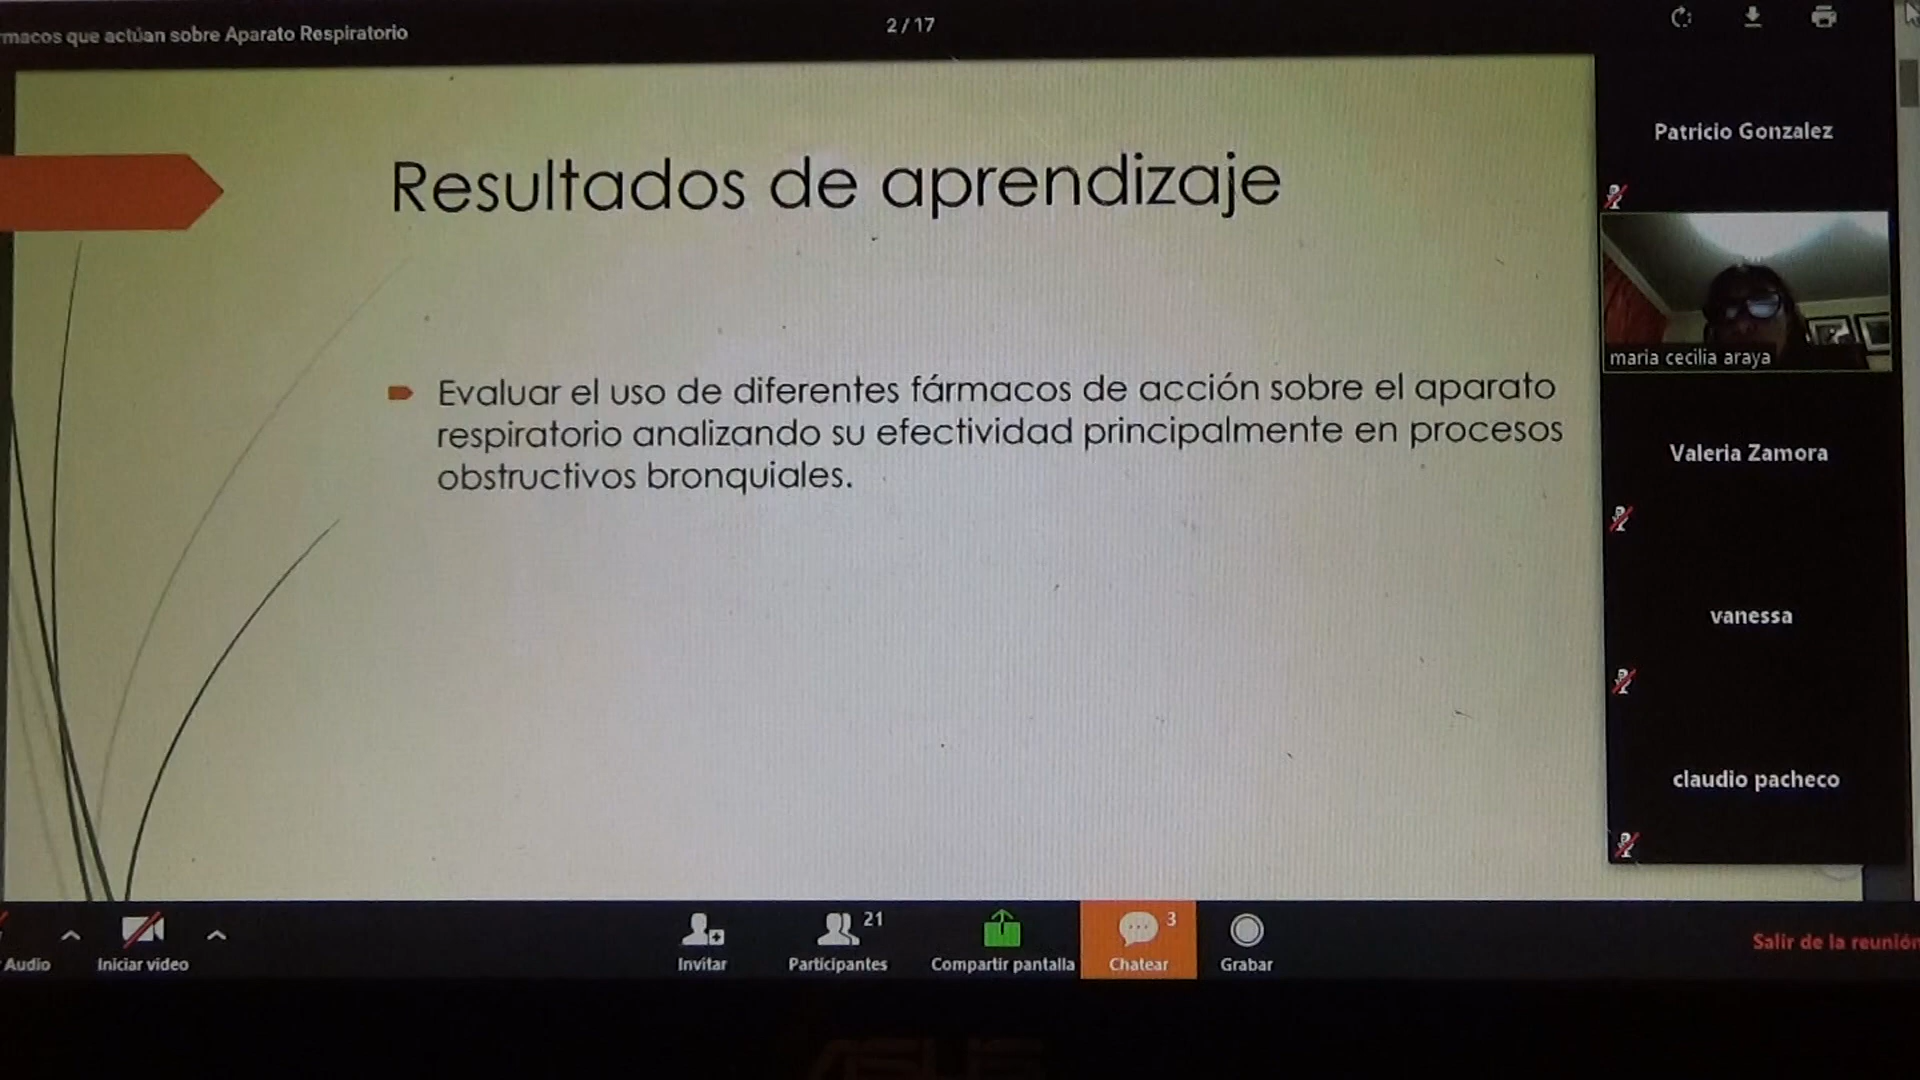 macos que actúan sobre Aparato Respiratorio
2 / 17
Resultados de aprendizaje
Evaluar el uso de diferentes fármacos de acción sobre el aparato
respiratorio analizando su efectividad principalmente en procesos
obstructivos bronquiales.
Patricio Gonzalez
maria cecilia araya
Valeria Zamora
vanessa
claudio pacheco
Audio
Iniciar video
Invitar
21
Participantes
Compartir pantalla
3
Chatear
Grabar
Salir de la reunión
ASUS